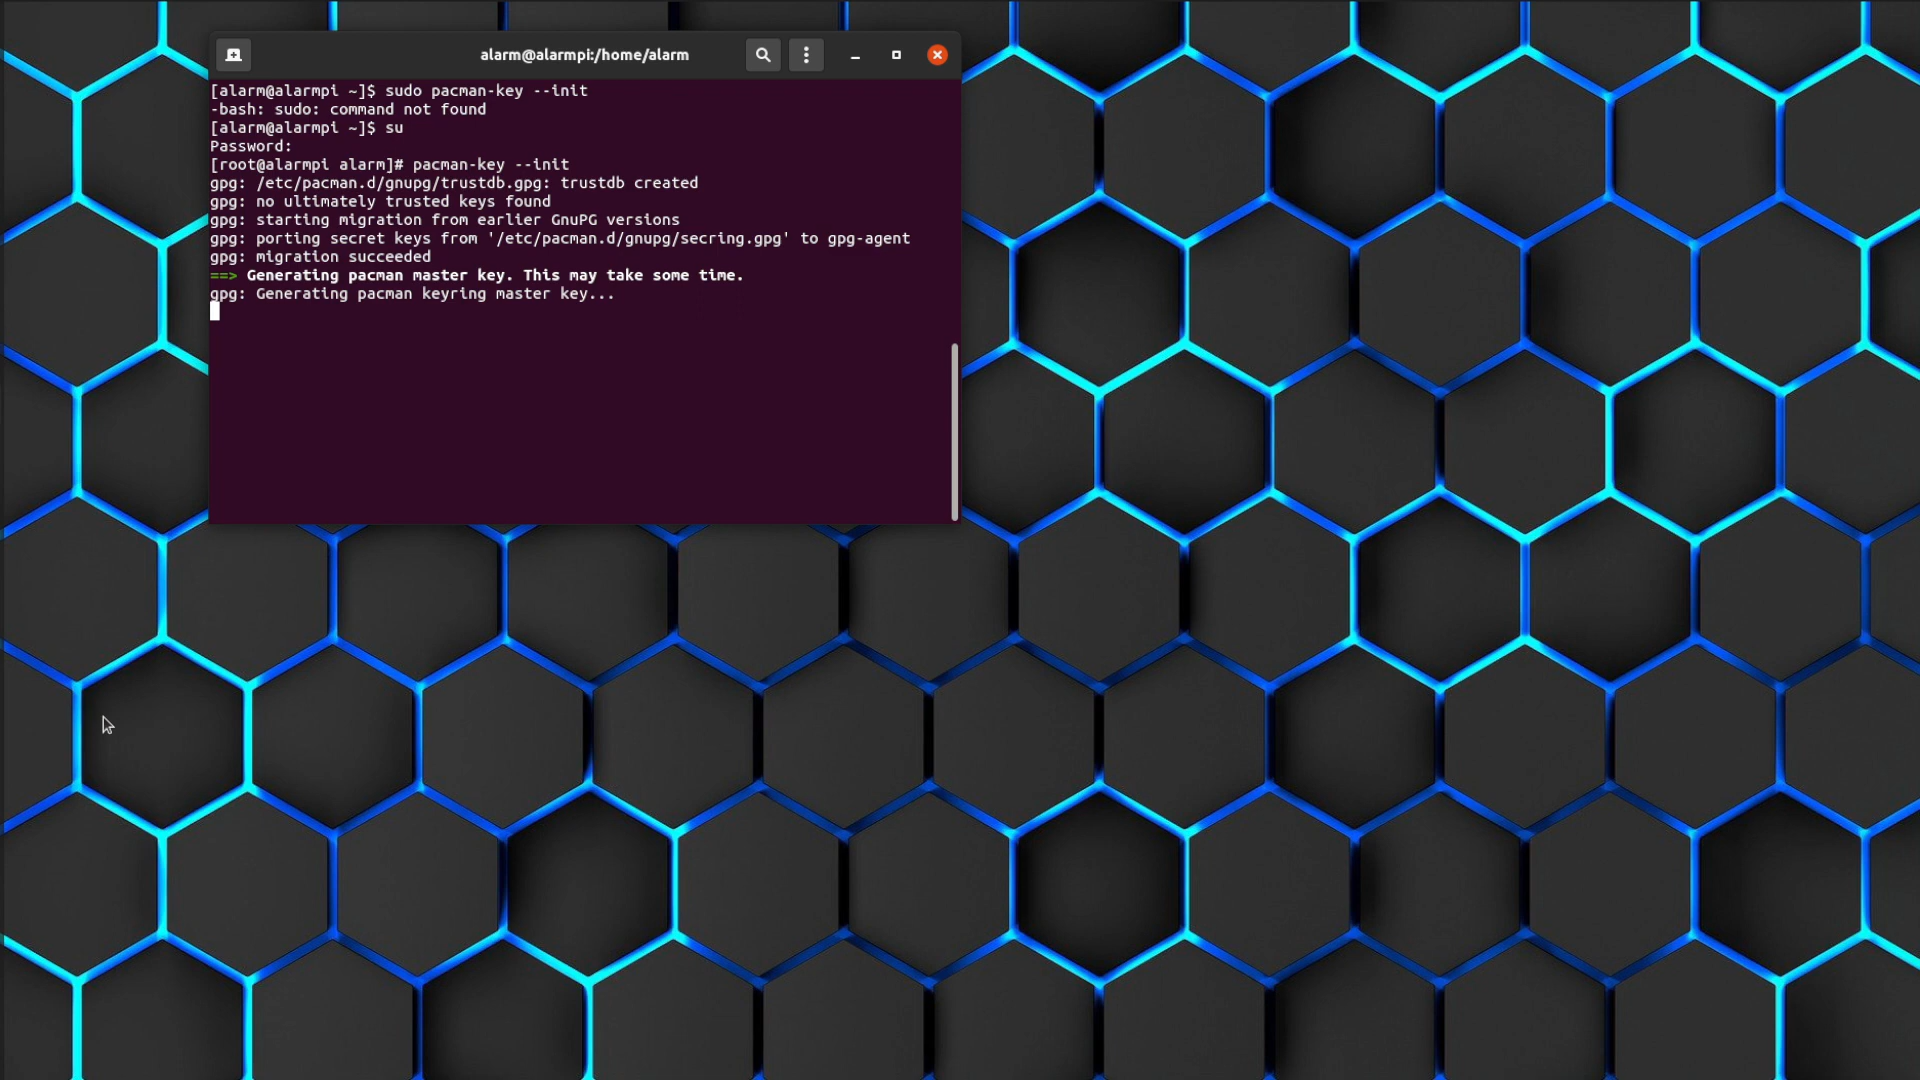 alarm@alarmpi:/home/alarm
[alarm@alarmpi ~]$ sudo pacman-key --init
-bash: sudo: command not found
[alarm@alarmpi ~]$ su
Password:
[root@alarmpi alarm]# pacman-key --init
gpg: /etc/pacman.d/gnupg/trustdb.gpg: trustdb created
gpg: no ultimately trusted keys found
gpg: starting migration from earlier GnuPG versions
gpg: porting secret keys from '/etc/pacman.d/gnupg/secring.gpg' to gpg-agent
gpg: migration succeeded
==> Generating pacman master key. This may take some time.
gpg: Generating pacman keyring master key...